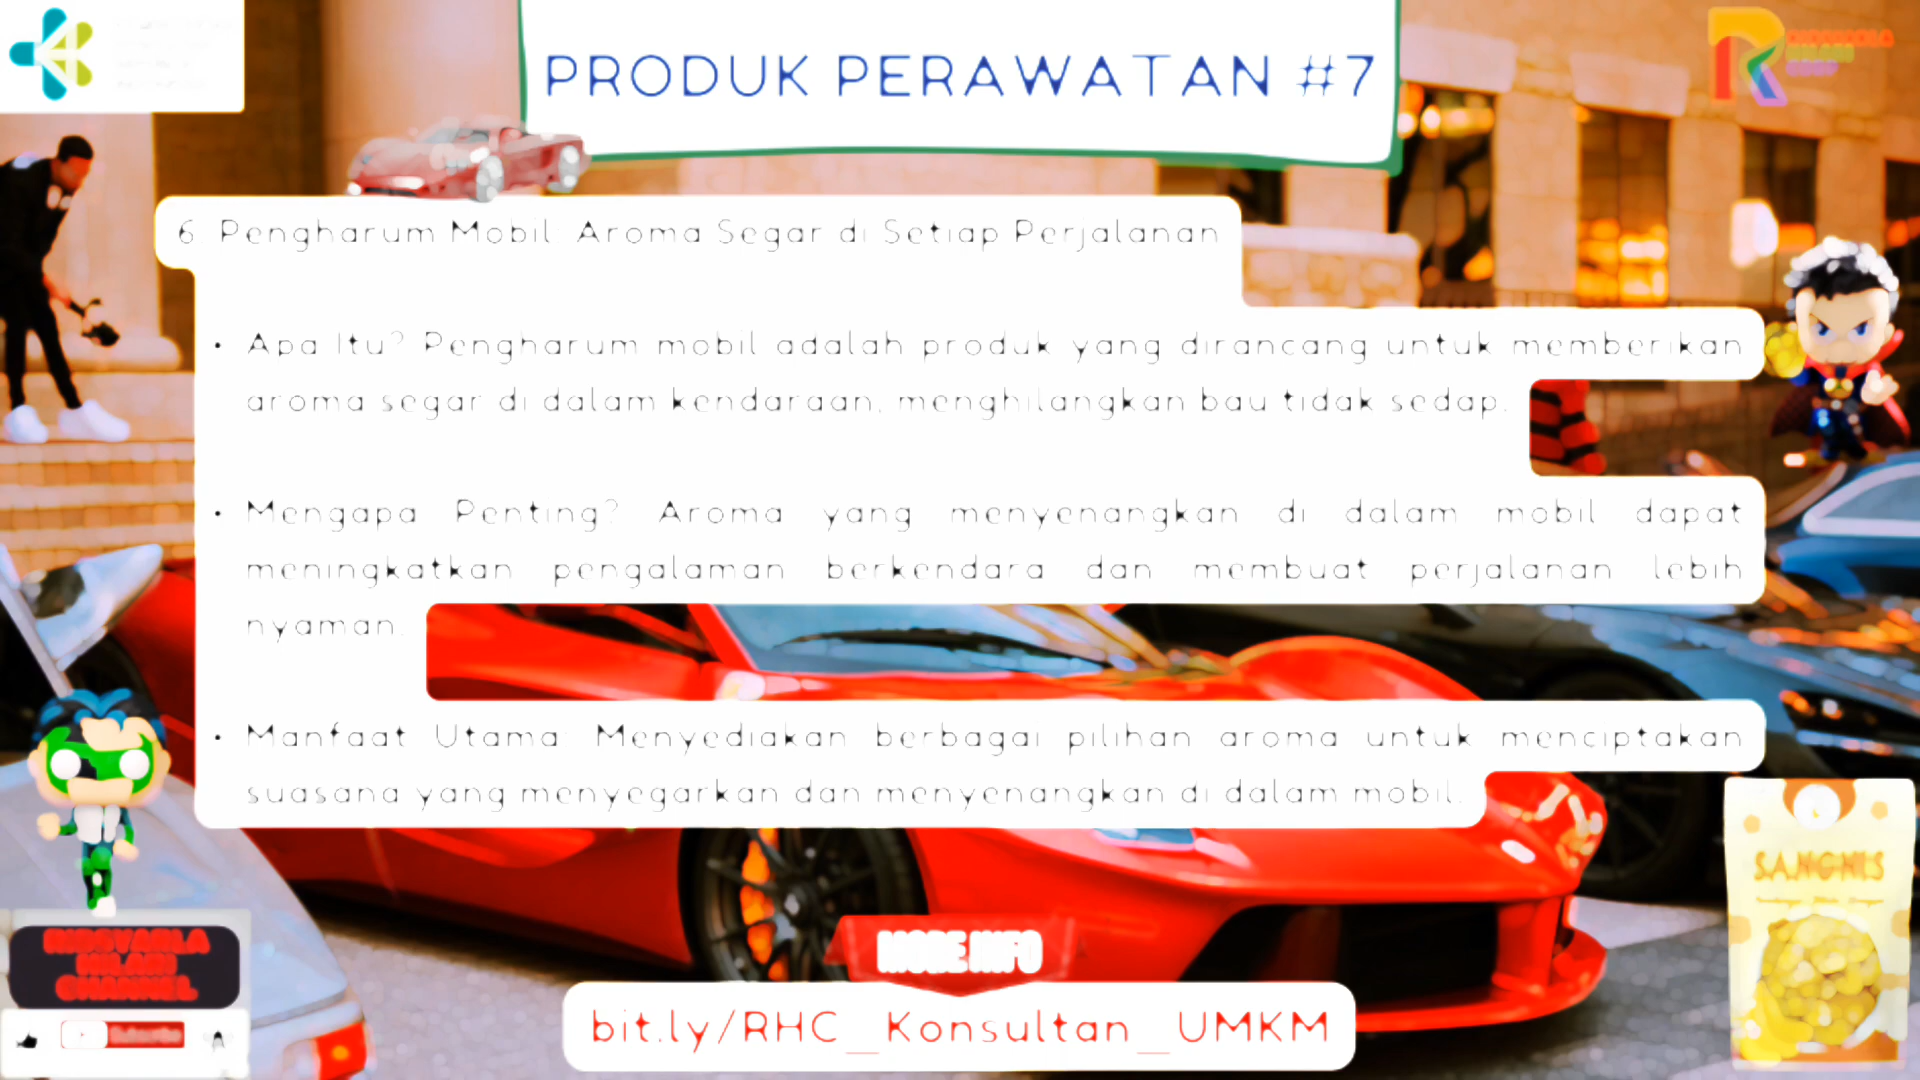 PRODUK PERAWATAN #7
6 Pengharum Mobil Aroma Segar di Setiap Perjalanan
• Apa Itu? Pengharum mobil adalah produk yang dirancang untuk memberikan
aroma segar di dalam kendaraan, menghilangkan bau tidak sedap.
• Mengapa Penting? Aroma yang menyenangkan di dalam mobil dapat
meningkatkan pengalaman berkendara dan membuat perjalanan lebih
nyaman.
• Manfaat Utama: Menyediakan berbagai pilihan aroma untuk menciptakan
suasana yang menyegarkan dan menyenangkan di dalam mobil.
SANGNIS
CHANNEL
Subscribe
MORE INFO
bit.ly/RHC_Konsultan_UMKM